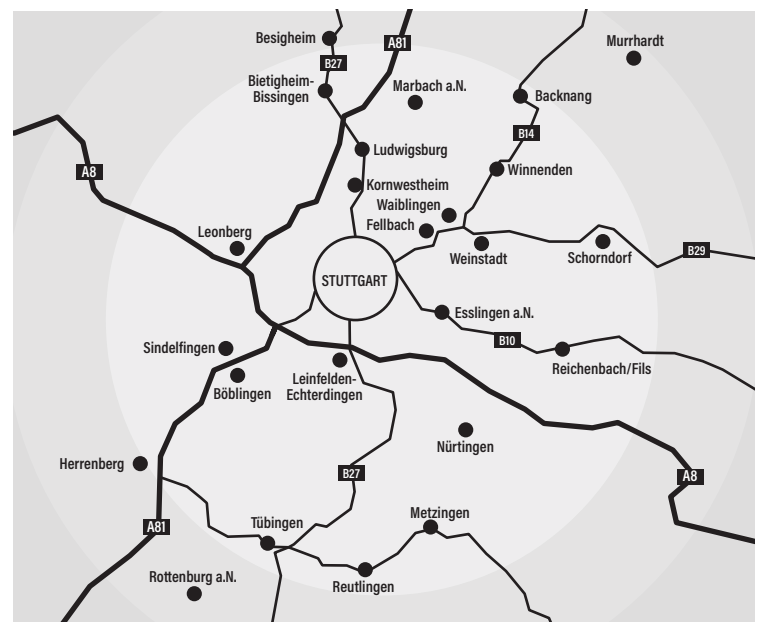 Besigheim
A81
Murrhardt
B27
Bietigheim-
Bissingen
Marbach a.N.
Backnang
B14
Ludwigsburg
A8
Winnenden
Kornwestheim
Waiblingen
Leonberg
Fellbach
Weinstadt
Schorndorf
B29
STUTTGART
Esslingen a.N.
B10
Sindelfingen
Reichenbach/Fils
Leinfelden-
Echterdingen
Böblingen
Nürtingen
Herrenberg
B27
A8
Metzingen
A81
Tübingen
Rottenburg a.N.
Reutlingen